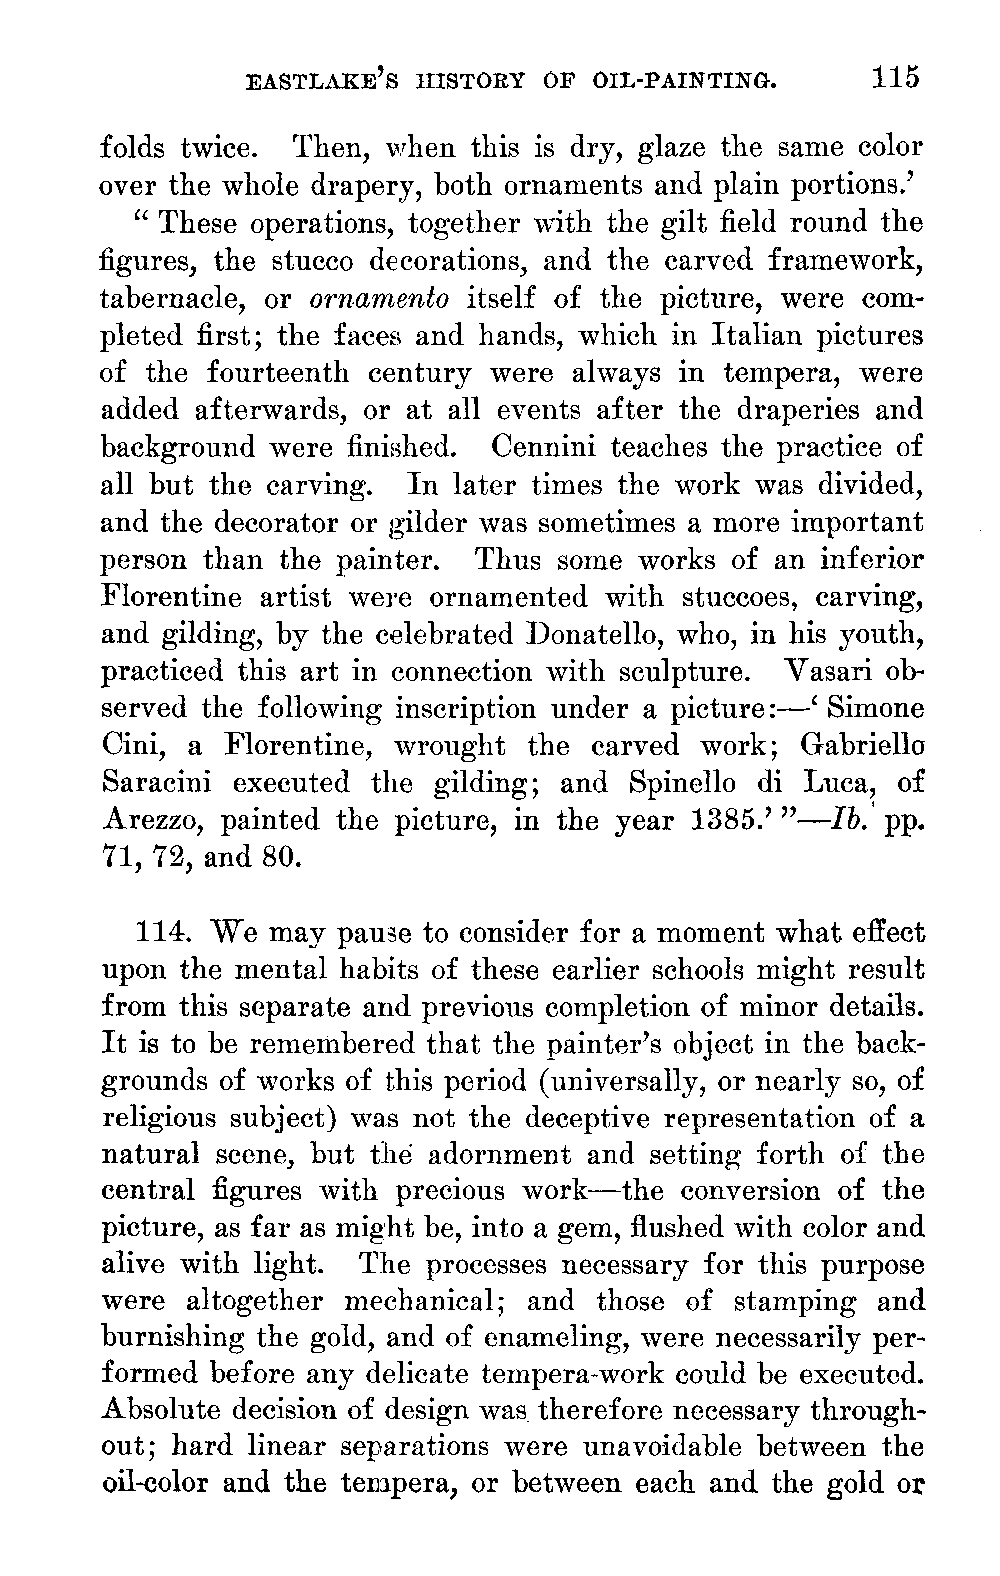 EASTLAKE'S HISTORY OF OIL-PAINTING. 115
folds twice. Then, when this is dry, glaze the same color
over the whole drapery, both ornaments and plain portions.'
“ These operations, together with the gilt field round the
figures, the stucco decorations, and the carved framework,
tabernacle, or ornamento itself of the picture, were com-
pleted first; the faces and hands, which in Italian pictures
of the fourteenth century were always in tempera, were
added afterwards, or at all events after the draperies and
background were finished. Cennini teaches the practice of
all but the carving. In later times the work was divided,
and the decorator or gilder was sometimes a more important
person than the painter. Thus some works of an inferior
Florentine artist were ornamented with stuccoes, carving,
and gilding, by the celebrated Donatello, who, in his youth,
practiced this art in connection with sculpture. Vasari ob-
served the following inscription under a picture:—‘ Simone
Cini, a Florentine, wrought the carved work; Gabriello
Saracini executed the gilding; and Spinello di Luca, of
Arezzo, painted the picture, in the year 1385.’ ”—Ib. pp.
71, 72, and 80.
114. We may pause to consider for a moment what effect
upon the mental habits of these earlier schools might result
from this separate and previous completion of minor details.
It is to be remembered that the painter's object in the back-
grounds of works of this period (universally, or nearly so, of
religious subject) was not the deceptive representation of a
natural scene, but the adornment and setting forth of the
central figures with precious work—the conversion of the
picture, as far as might be, into a gem, flushed with color and
alive with light. The processes necessary for this purpose
were altogether mechanical; and those of stamping and
burnishing the gold, and of enameling, were necessarily per-
formed before any delicate tempera-work could be executed.
Absolute decision of design was therefore necessary through-
out; hard linear separations were unavoidable between the
oil-color and the tempera, or between each and the gold or